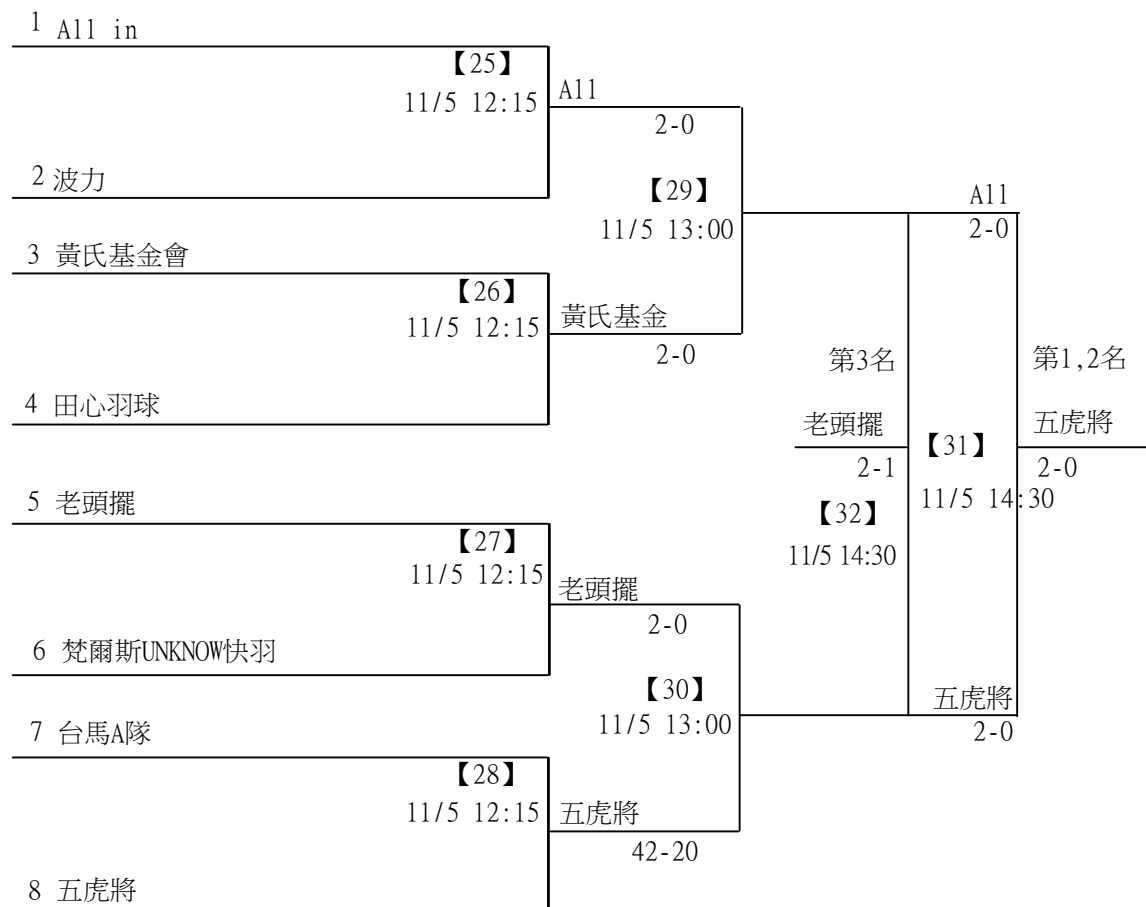 1 All in
【25】
11/5 12:15
All
2-0
2 波力
【29】
11/5 13:00
All
2-0
3 黃氏基金會
【26】
11/5 12:15
黃氏基金
2-0
第3名
第1,2名
4 田心羽球
老頭擺
2-1
【31】
11/5 14:30
五虎將
2-0
【32】
11/5 14:30
5 老頭擺
【27】
11/5 12:15
老頭擺
2-0
6 梵爾斯UNKNOW快羽
【30】
11/5 13:00
五虎將
2-0
7 台馬A隊
【28】
11/5 12:15
五虎將
42-20
8 五虎將